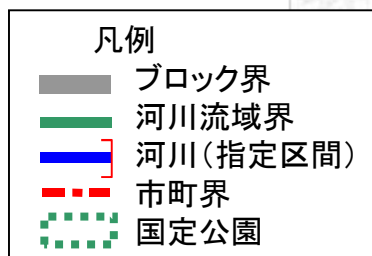 凡例
ブロック界
河川流域界
河川(指定区間)
市町界
国定公園